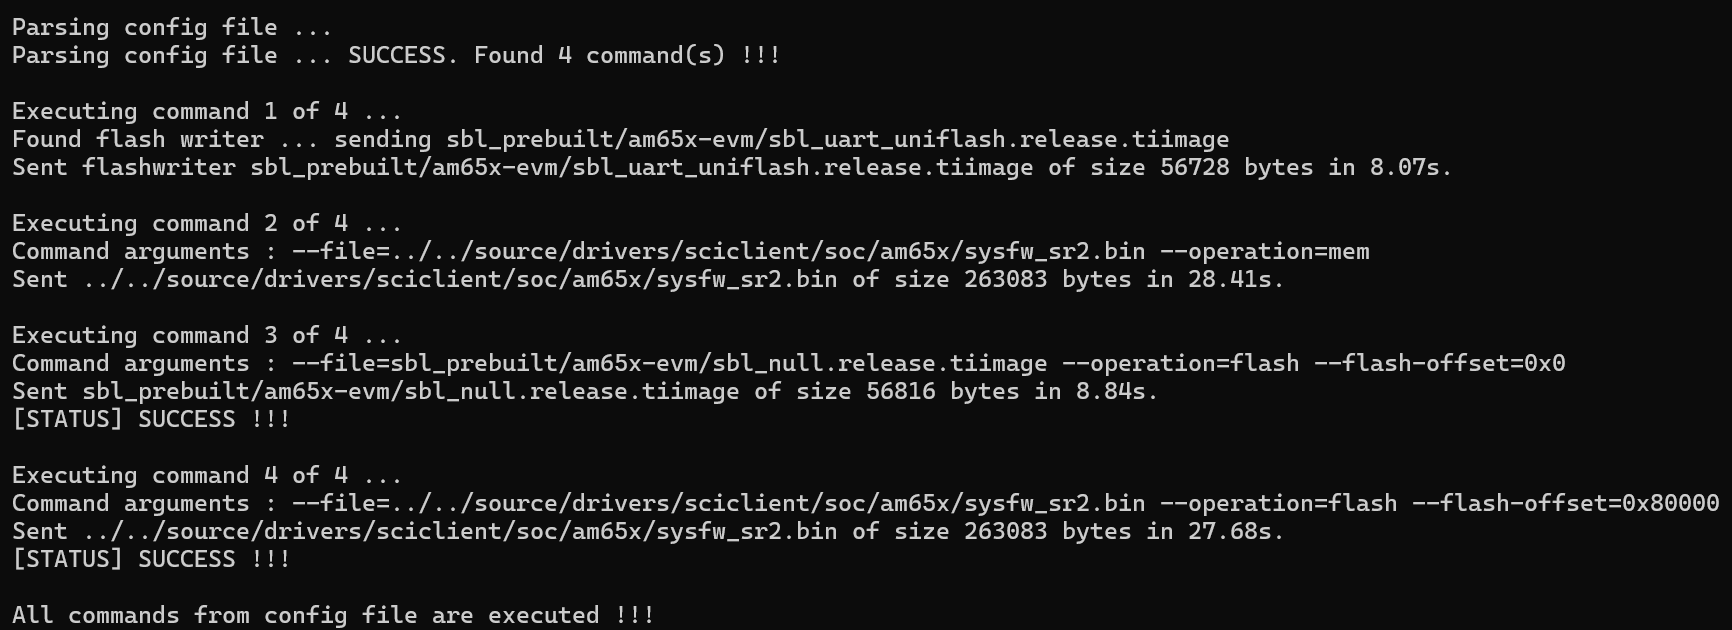 Parsing config file ...
Parsing config file ... SUCCESS. Found 4 command(s) !!!
Executing command 1 of 4 ...
Found flash writer ... sending sbl_prebuilt/am65x-evm/sbl_uart_uniflash.release.tiimage
Sent flashwriter sbl_prebuilt/am65x-evm/sbl_uart_uniflash.release.tiimage of size 56728 bytes in 8.07s.
Executing command 2 of 4 ...
Command arguments : --file=../../source/drivers/sciclient/soc/am65x/sysfw_sr2.bin --operation=mem
Sent ../../source/drivers/sciclient/soc/am65x/sysfw_sr2.bin of size 263083 bytes in 28.41s.
Executing command 3 of 4 ...
Command arguments : --file=sbl_prebuilt/am65x-evm/sbl_null.release.tiimage --operation=flash --flash-offset=0x0
Sent sbl_prebuilt/am65x-evm/sbl_null.release.tiimage of size 56816 bytes in 8.84s.
[STATUS] SUCCESS !!!
Executing command 4 of 4 ...
Command arguments : --file=../../source/drivers/sciclient/soc/am65x/sysfw_sr2.bin --operation=flash --flash-offset=0x80000
Sent ../../source/drivers/sciclient/soc/am65x/sysfw_sr2.bin of size 263083 bytes in 27.68s.
[STATUS] SUCCESS !!!
All commands from config file are executed !!!